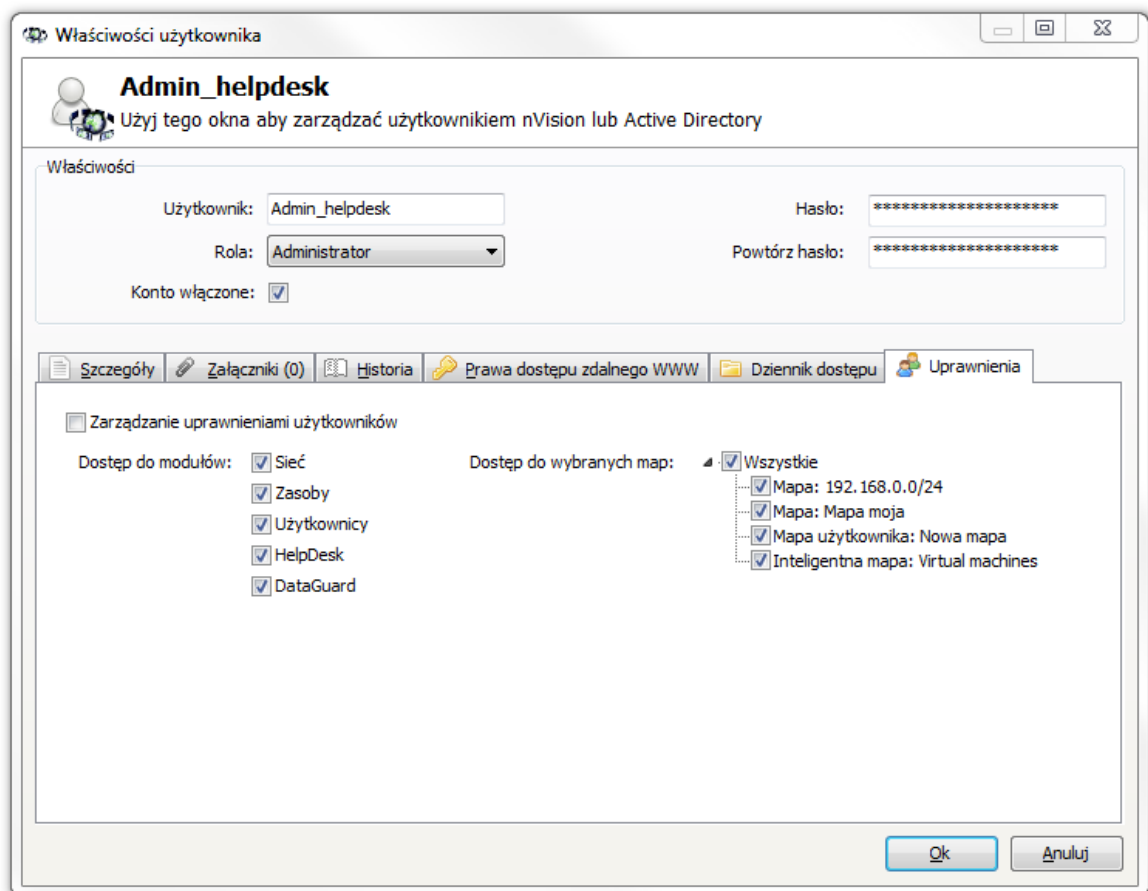 Właściwości użytkownika
Admin_helpdesk
Użyj tego okna aby zarządzać użytkownikiem nVision lub Active Directory
Właściwości
Użytkownik: Admin_helpdesk Hasło: ********************
Rola: Administrator Powtórz hasło: ********************
Konto włączone:
Szczegóły Załączniki (0) Historia Prawa dostępu zdalnego WWW Dziennik dostępu Uprawnienia
Zarządzanie uprawnieniami użytkowników
Dostęp do modułów: Sieć Dostęp do wybranych map: Wszystkie
Mapa: 192.168.0.0/24
Zasoby
Mapa: Mapa moja
Użytkownicy
Mapa użytkownika: Nowa mapa
HelpDesk
Inteligentna mapa: Virtual machines
DataGuard
Ok Anuluj